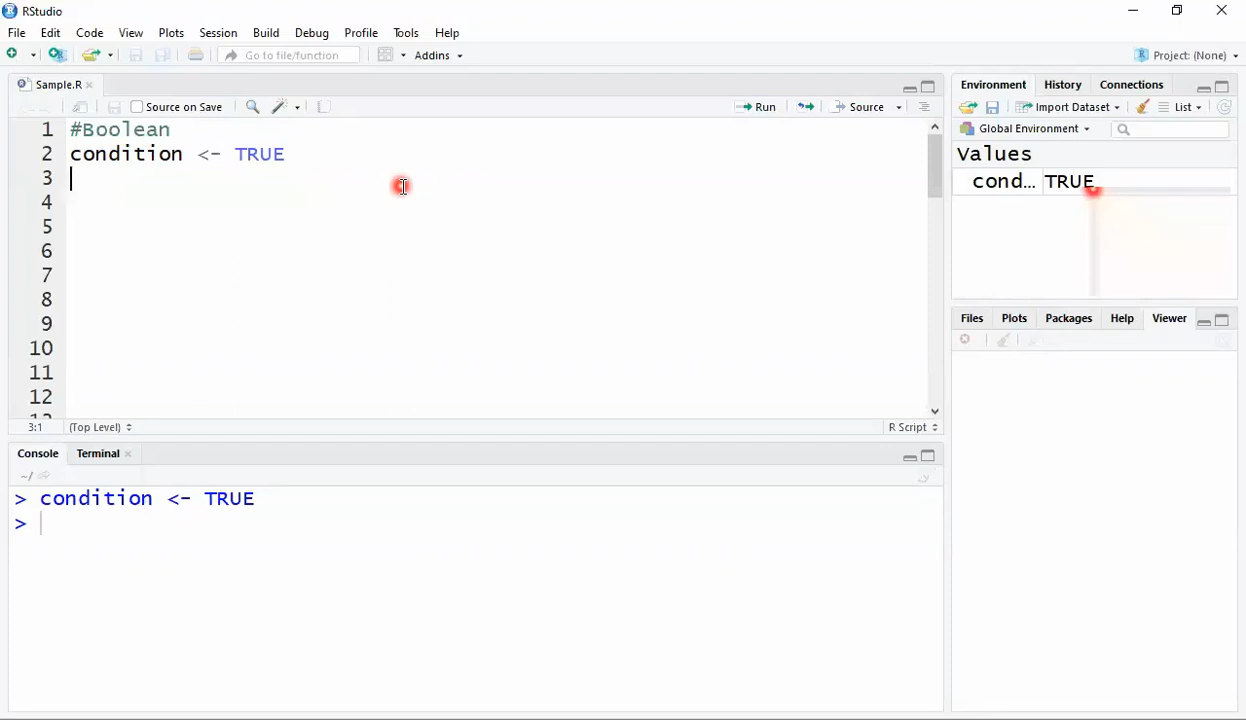 RStudio
File Edit Code View Plots Session Build Debug Profile Tools Help
Go to file/function Addins Project: (None)
Sample.R
Source on Save Run Source
1 #Boolean
2 condition <- TRUE
3
4
5
6
7
8
9
10
11
12
3:1 (Top Level) R Script
Console Terminal
~/
> condition <- TRUE
>
Environment History Connections
Import Dataset List
Global Environment
Values
cond... TRUE
Files Plots Packages Help Viewer